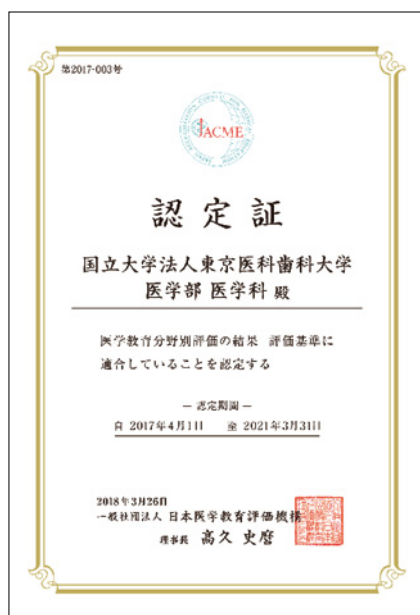 第2017-003号
JACME
認定証
国立大学法人東京医科歯科大学
医学部 医学科 殿
医学教育分野別評価の結果 評価基準に
適合していることを認定する
― 認定期間 ―
自 2017年4月1日 至 2021年3月31日
2018年3月26日
一般社団法人 日本医学教育評価機構
理事長 高久 史麿